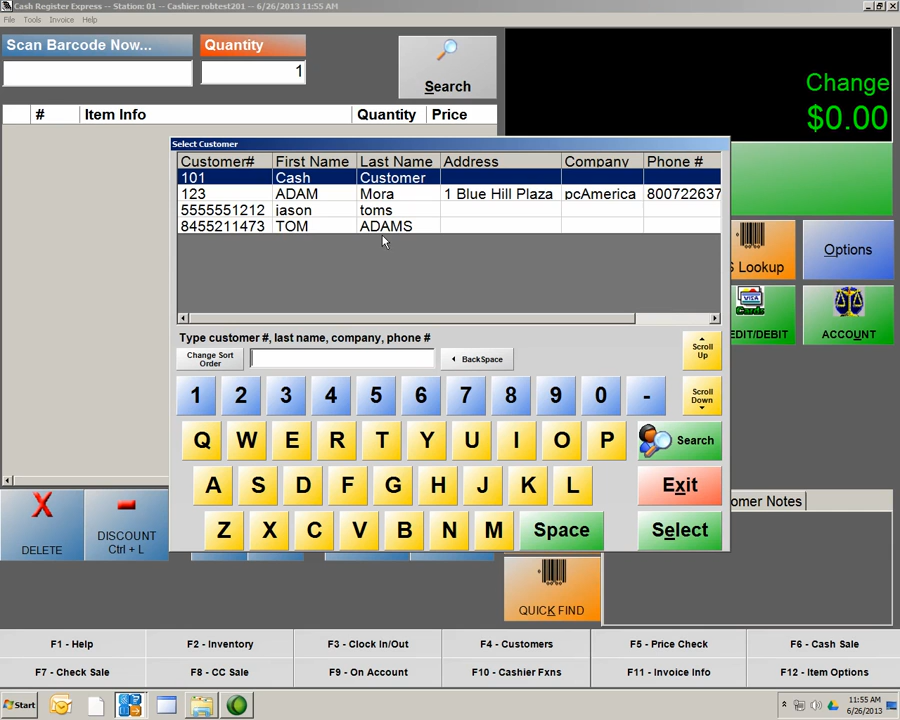 Cash Register Express -- Station: 01 -- Cashier: robtest201 -- 6/26/2013 11:55 AM
File Tools Invoice Help
Scan Barcode Now...
Quantity
1
Search
Change
$0.00
# Item Info Quantity Price
Select Customer
Customer# First Name Last Name Address Company Phone #
101 Cash Customer
123 ADAM Mora 1 Blue Hill Plaza pcAmerica 800722637
5555551212 jason toms
8455211473 TOM ADAMS
S Lookup
Options
Cards
EDIT/DEBIT
ACCOUNT
Type customer #, last name, company, phone #
Change Sort Order
BackSpace
Scroll Up
1 2 3 4 5 6 7 8 9 0 -
Scroll Down
Q W E R T Y U I O P
Search
A S D F G H J K L
Exit
Z X C V B N M
Space
Select
omer Notes
DELETE
DISCOUNT
Ctrl + L
QUICK FIND
F1 - Help F2 - Inventory F3 - Clock In/Out F4 - Customers F5 - Price Check F6 - Cash Sale
F7 - Check Sale F8 - CC Sale F9 - On Account F10 - Cashier Fxns F11 - Invoice Info F12 - Item Options
Start
11:55 AM
6/26/2013